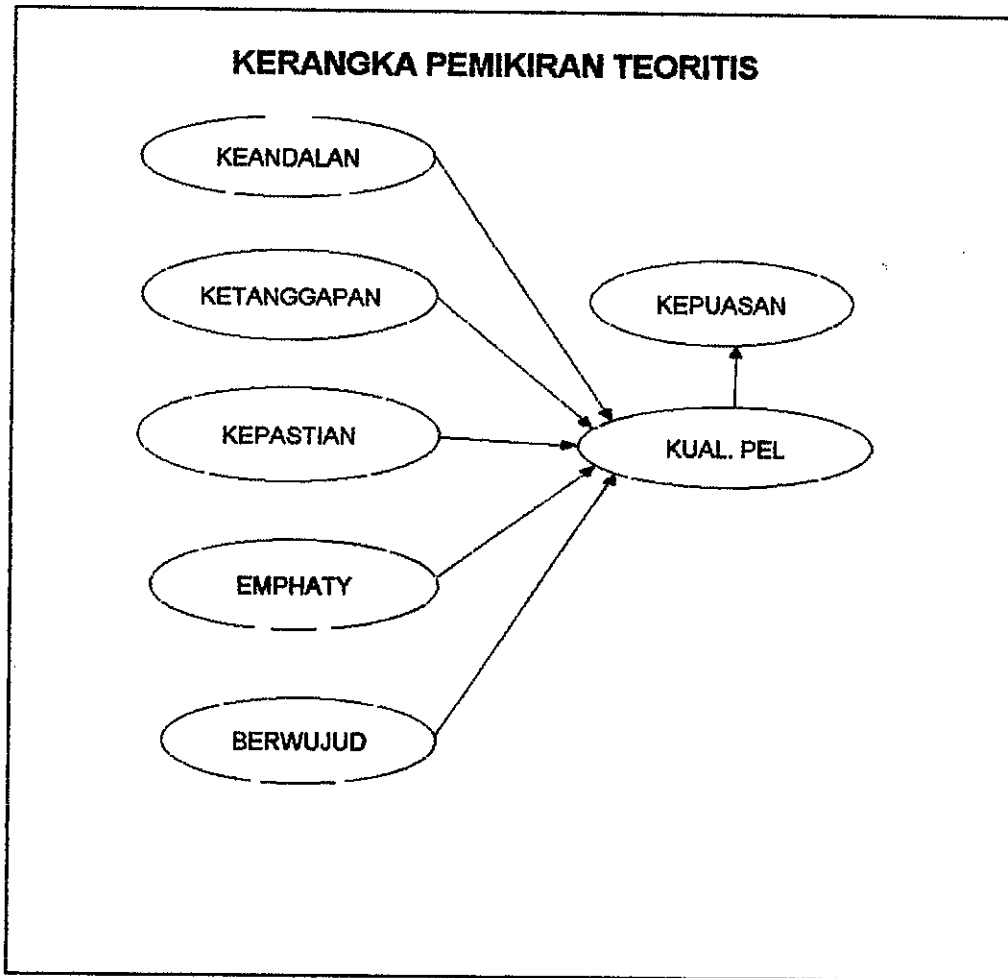 KERANGKA PEMIKIRAN TEORITIS
KEANDALAN
KETANGGAPAN
KEPUASAN
KEPASTIAN
KUAL. PEL
EMPHATY
BERWUJUD